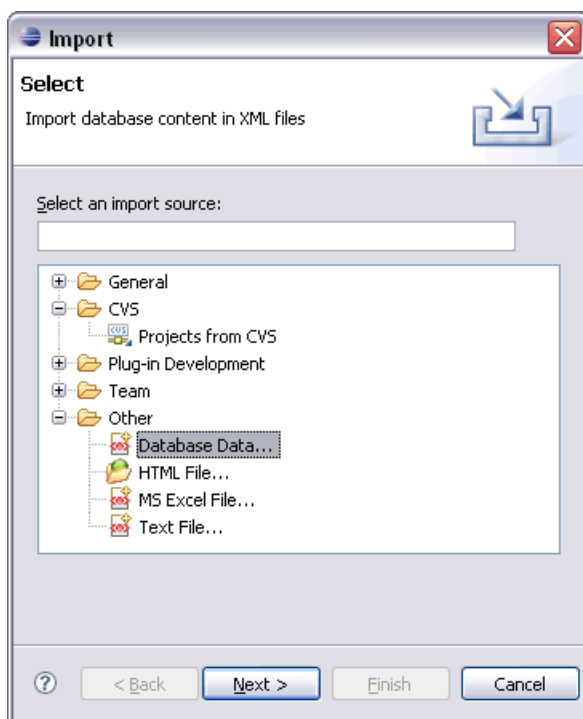 Import
Select
Import database content in XML files
Select an import source:
General
CVS
Projects from CVS
Plug-in Development
Team
Other
Database Data...
HTML File...
MS Excel File...
Text File...
< Back Next > Finish Cancel